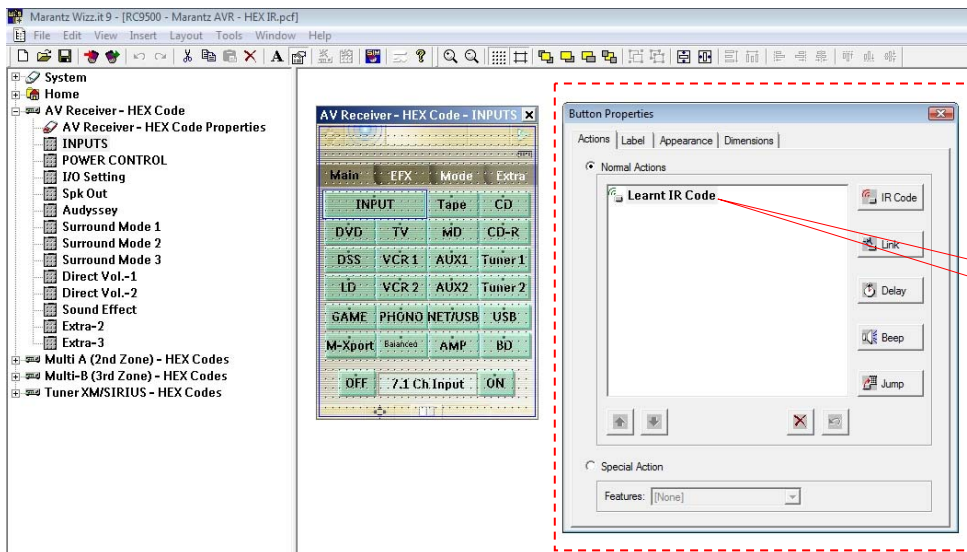 Marantz Wizz.it 9 - [RC9500 - Marantz AVR - HEX IR.pcf]
File Edit View Insert Layout Tools Window Help
System
Home
AV Receiver - HEX Code
AV Receiver - HEX Code Properties
INPUTS
POWER CONTROL
I/O Setting
Spk Out
Audyssey
Surround Mode 1
Surround Mode 2
Surround Mode 3
Direct Vol.-1
Direct Vol.-2
Sound Effect
Extra-2
Extra-3
Multi A (2nd Zone) - HEX Codes
Multi-B (3rd Zone) - HEX Codes
Tuner XM/SIRIUS - HEX Codes
AV Receiver - HEX Code - INPUTS
Main EFX Mode Extra
INPUT Tape CD
DVD TV MD CD-R
DSS VCR 1 AUX1 Tuner 1
LD VCR 2 AUX2 Tuner 2
GAME PHONO NET/USB USB
M-Xport Balanced AMP BD
OFF 7.1 Ch Input ON
Button Properties
Actions Label Appearance Dimensions
Normal Actions
Learnt IR Code
IR Code
Link
Delay
Beep
Jump
Special Action
Features: [None]